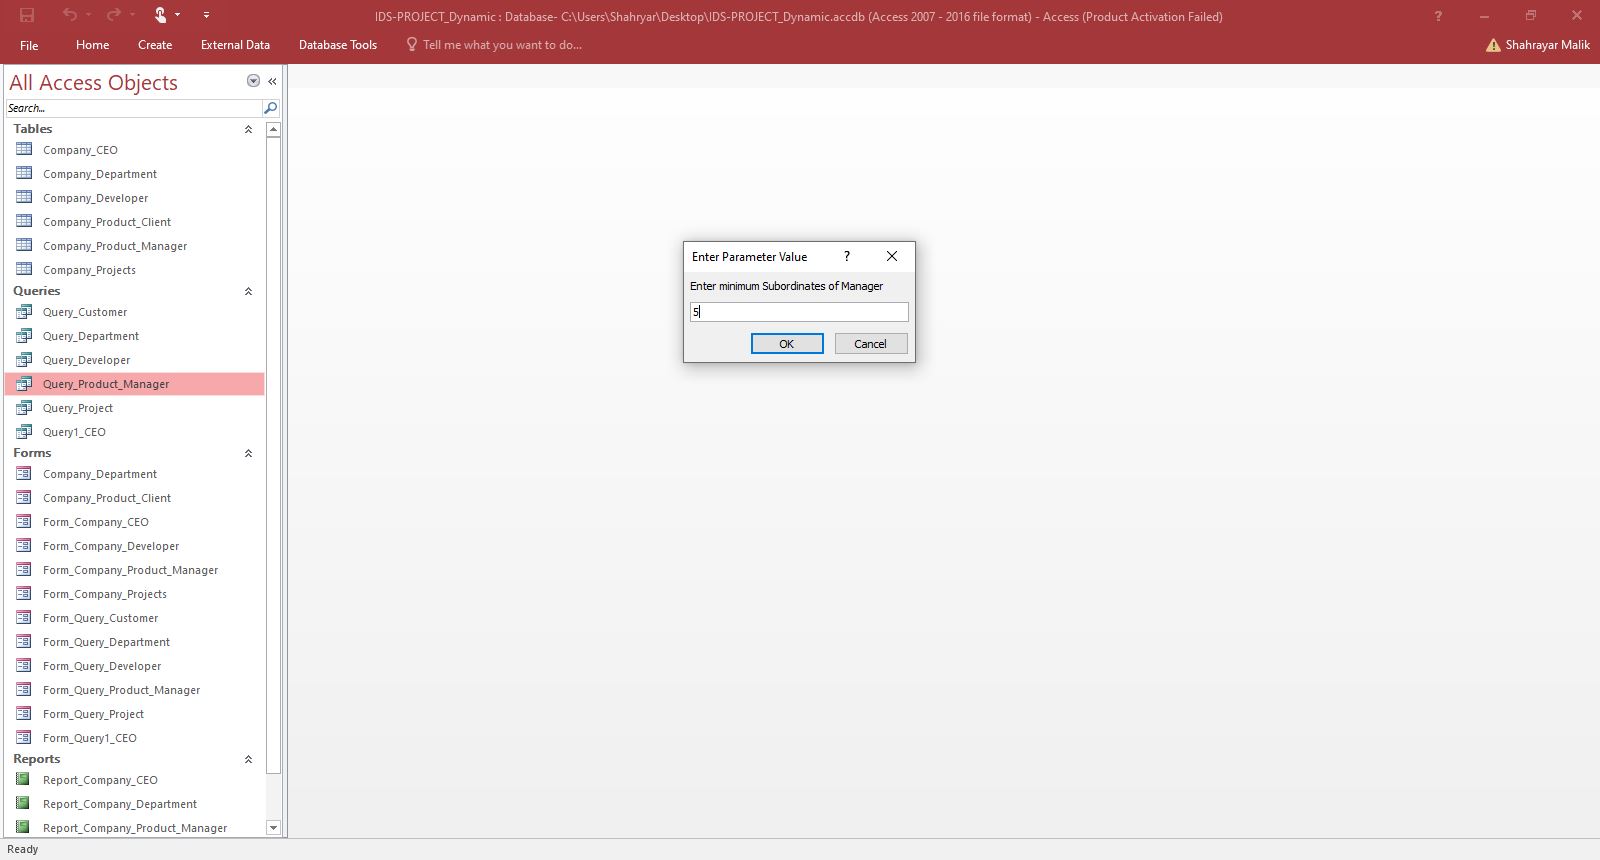 IDS-PROJECT_Dynamic : Database- C:\Users\Shahryar\Desktop\IDS-PROJECT_Dynamic.accdb (Access 2007 - 2016 file format) - Access (Product Activation Failed)
?
File Home Create External Data Database Tools Tell me what you want to do... Shahrayar Malik
All Access Objects
Search...
Tables
Company_CEO
Company_Department
Company_Developer
Company_Product_Client
Company_Product_Manager
Company_Projects
Queries
Query_Customer
Query_Department
Query_Developer
Query_Product_Manager
Query_Project
Query1_CEO
Forms
Company_Department
Company_Product_Client
Form_Company_CEO
Form_Company_Developer
Form_Company_Product_Manager
Form_Company_Projects
Form_Query_Customer
Form_Query_Department
Form_Query_Developer
Form_Query_Product_Manager
Form_Query_Project
Form_Query1_CEO
Reports
Report_Company_CEO
Report_Company_Department
Report_Company_Product_Manager
Enter Parameter Value ?
Enter minimum Subordinates of Manager
5
OK Cancel
Ready